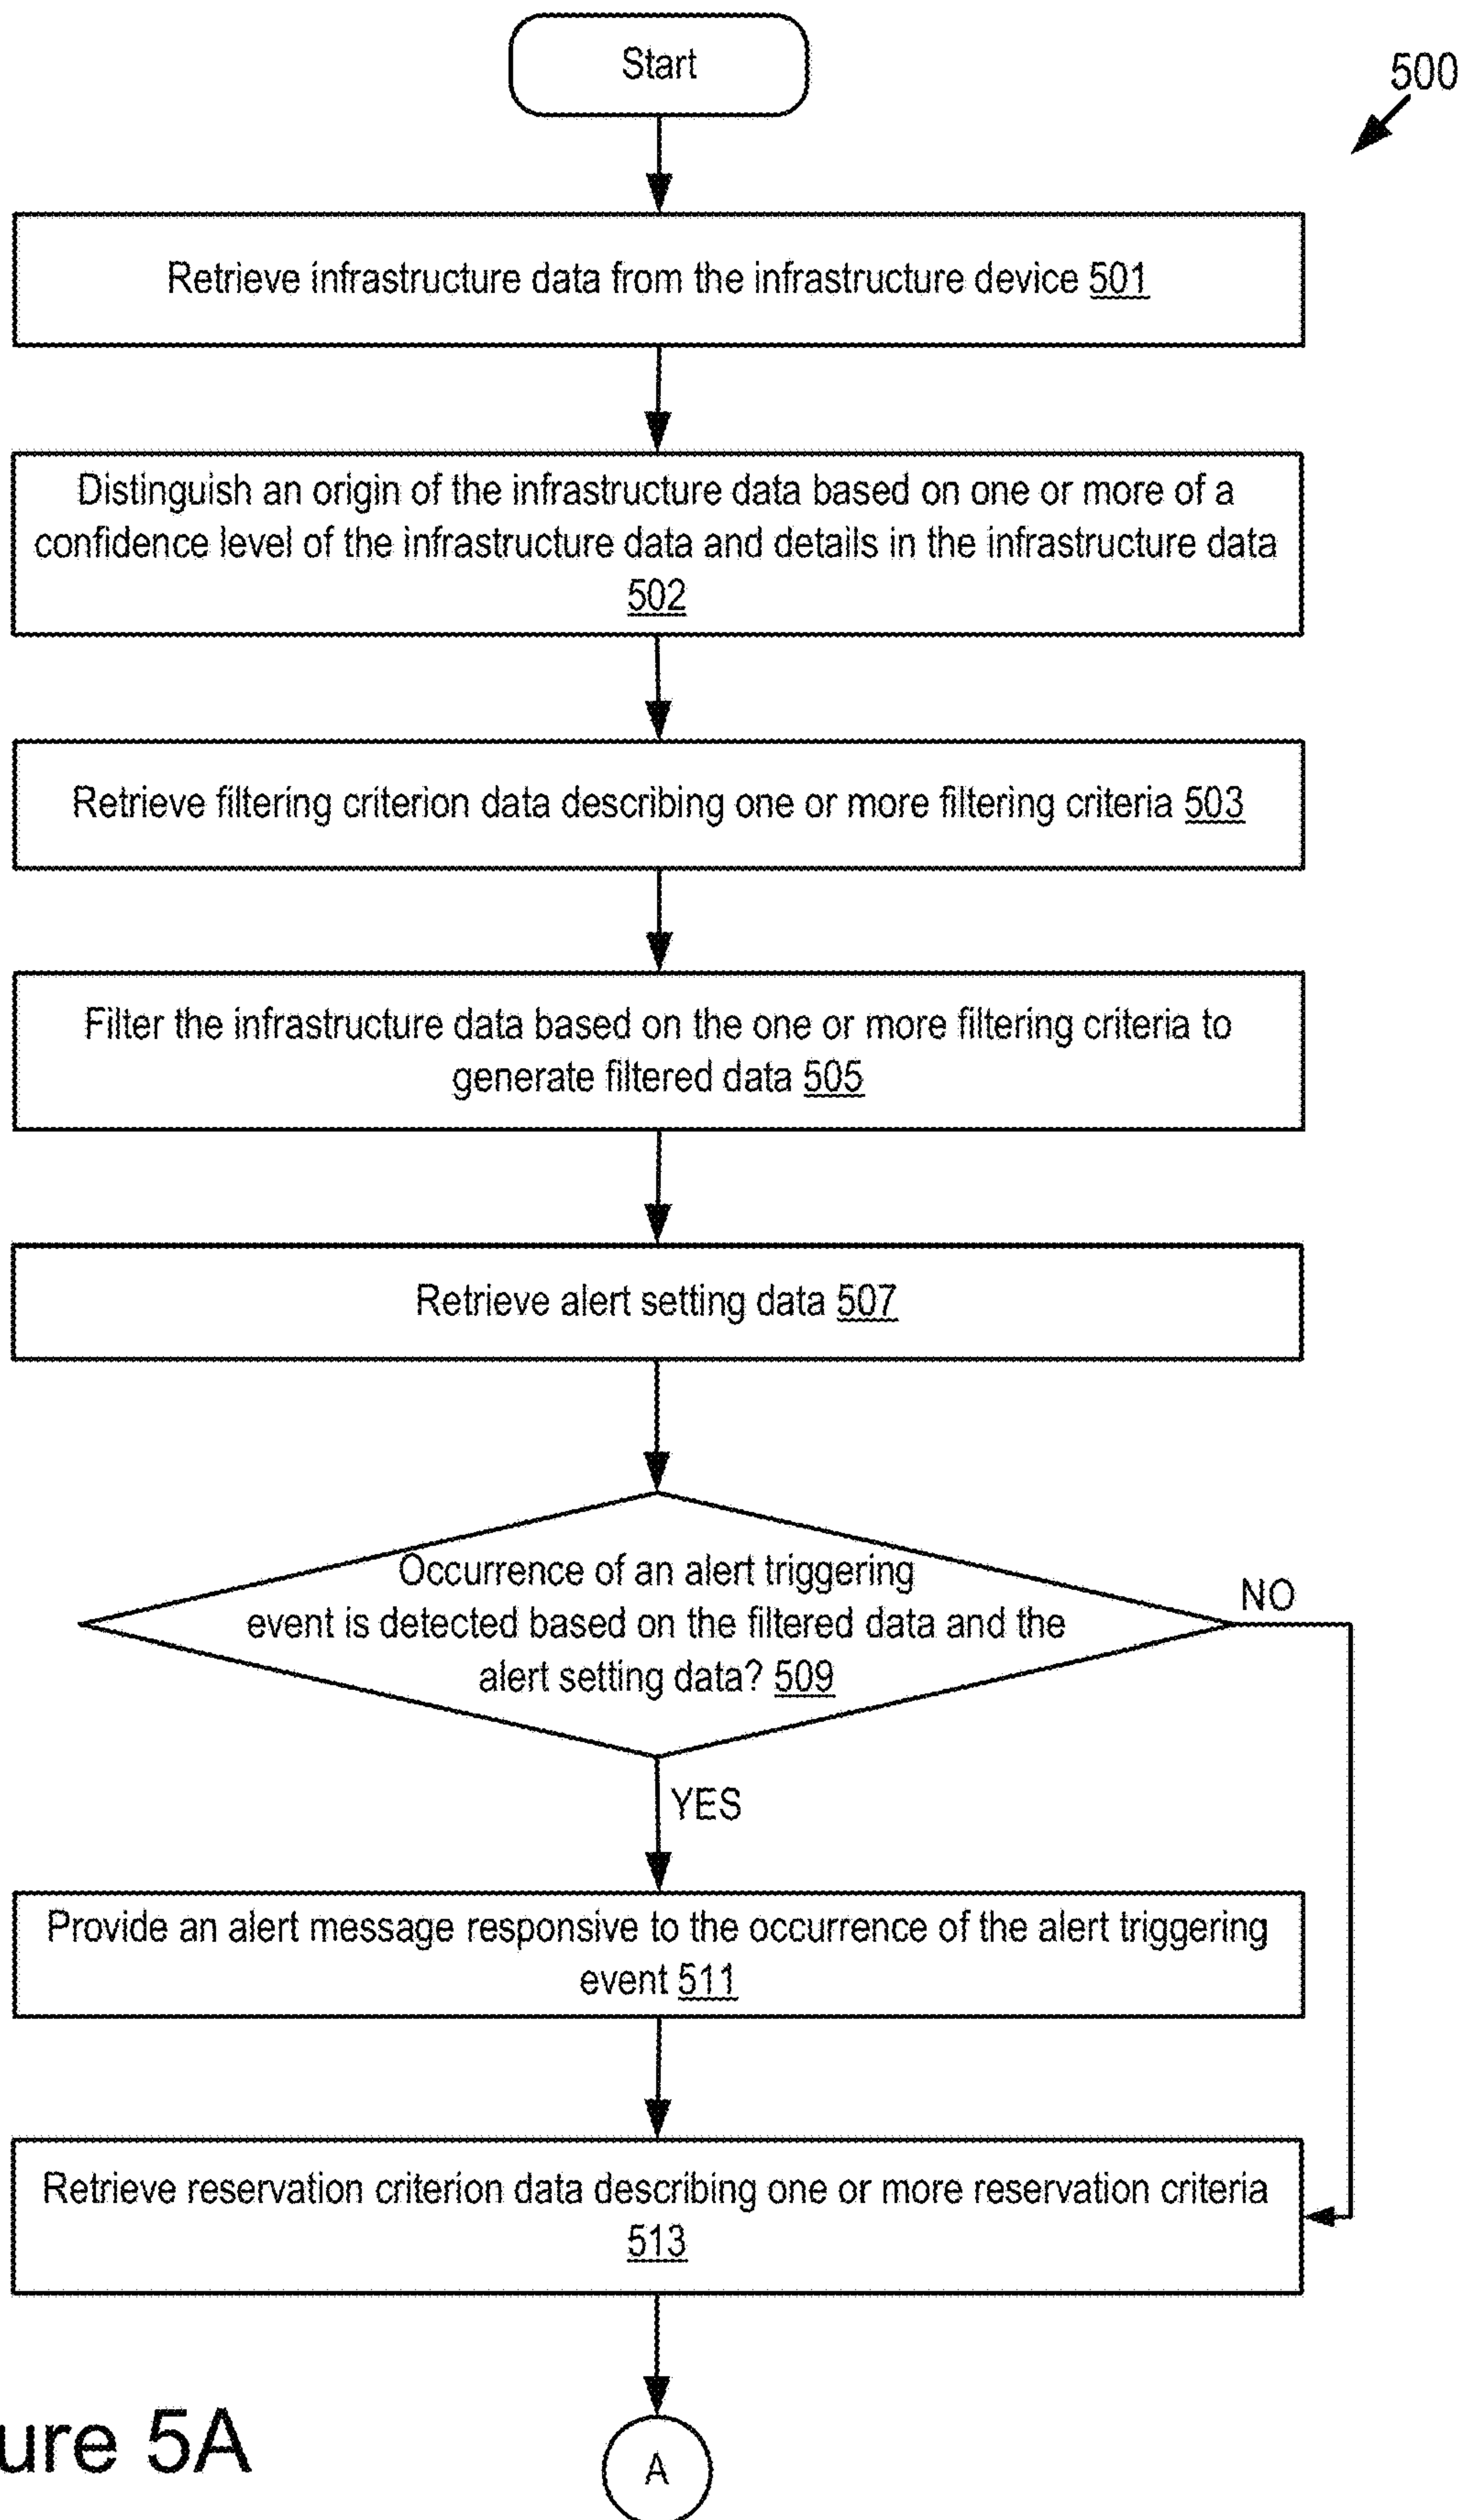 Start
500
Retrieve infrastructure data from the infrastructure device 501
Distinguish an origin of the infrastructure data based on one or more of a
confidence level of the infrastructure data and details in the infrastructure data
502
Retrieve filtering criterion data describing one or more filtering criteria 503
Filter the infrastructure data based on the one or more filtering criteria to
generate filtered data 505
Retrieve alert setting data 507
Occurrence of an alert triggering
event is detected based on the filtered data and the
alert setting data? 509
NO
YES
Provide an alert message responsive to the occurrence of the alert triggering
event 511
Retrieve reservation criterion data describing one or more reservation criteria
513
ure 5A
A